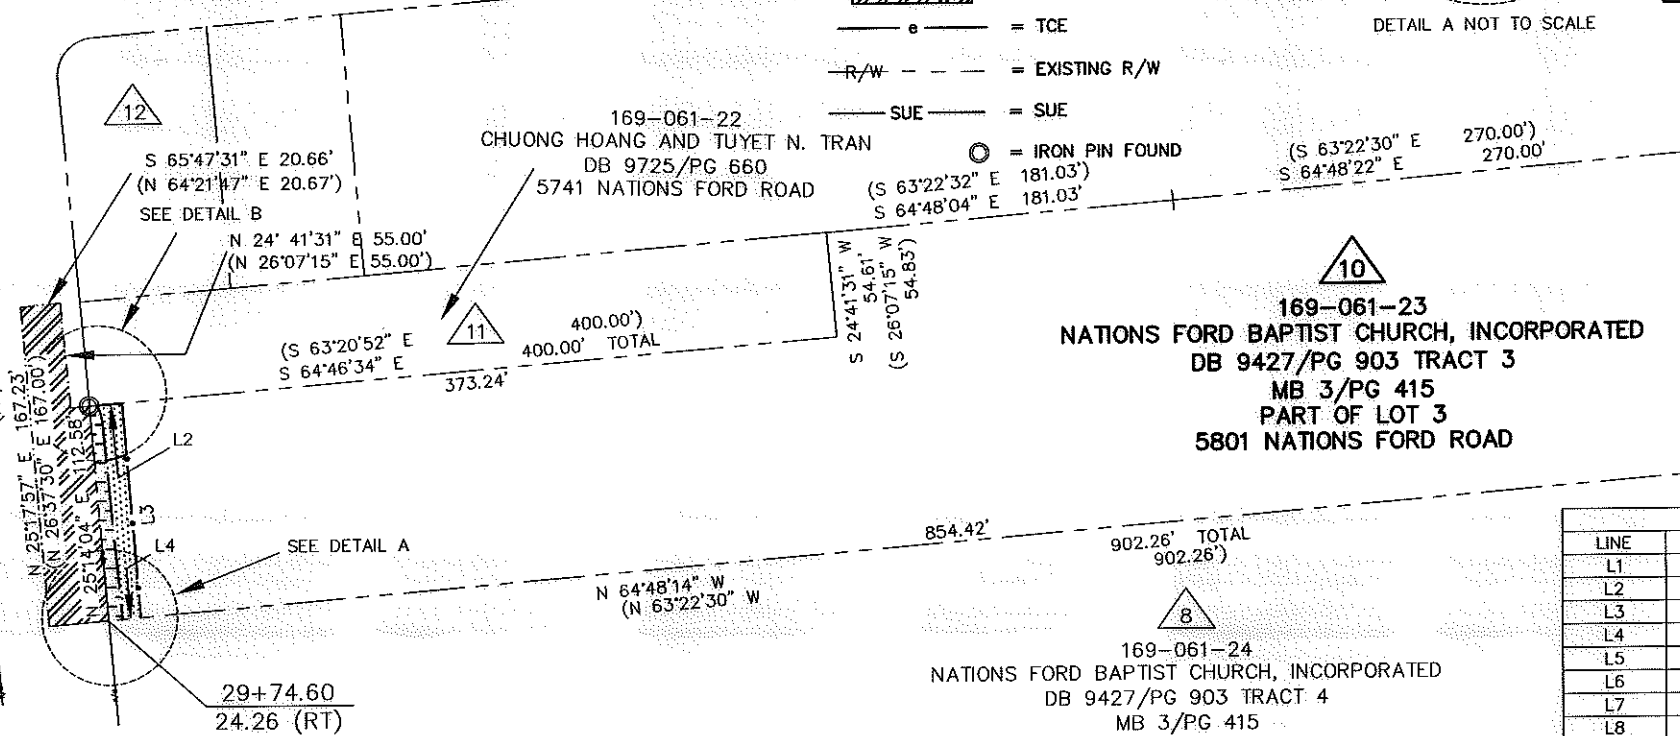 e = TCE
DETAIL A NOT TO SCALE
R/W = EXISTING R/W
SUE = SUE
= IRON PIN FOUND
12
169-061-22
CHUONG HOANG AND TUYET N. TRAN
DB 9725/PG 660
5741 NATIONS FORD ROAD
S 65°47'31" E 20.66'
(N 64°21'47" E 20.67')
SEE DETAIL B
N 24° 41'31" E 55.00'
(N 26°07'15" E 55.00')
(S 63°22'32" E 181.03')
S 64°48'04" E 181.03'
(S 63°22'30" E 270.00')
S 64°48'22" E 270.00'
11
(S 63°20'52" E 400.00')
S 64°46'34" E 400.00' TOTAL
373.24'
S 24°41'31" W
54.61'
(S 26°07'15" W
54.83')
10
169-061-23
NATIONS FORD BAPTIST CHURCH, INCORPORATED
DB 9427/PG 903 TRACT 3
MB 3/PG 415
PART OF LOT 3
5801 NATIONS FORD ROAD
N 25°17'57" E 167.23'
(N 26°37'30" E 167.00')
N 25°14'04" E 112.58'
L2
L3
L4
SEE DETAIL A
854.42'
902.26' TOTAL
902.26')
N 64°48'14" W
(N 63°22'30" W
8
169-061-24
NATIONS FORD BAPTIST CHURCH, INCORPORATED
DB 9427/PG 903 TRACT 4
MB 3/PG 415
29+74.60
24.26 (RT)
LINE
L1
L2
L3
L4
L5
L6
L7
L8